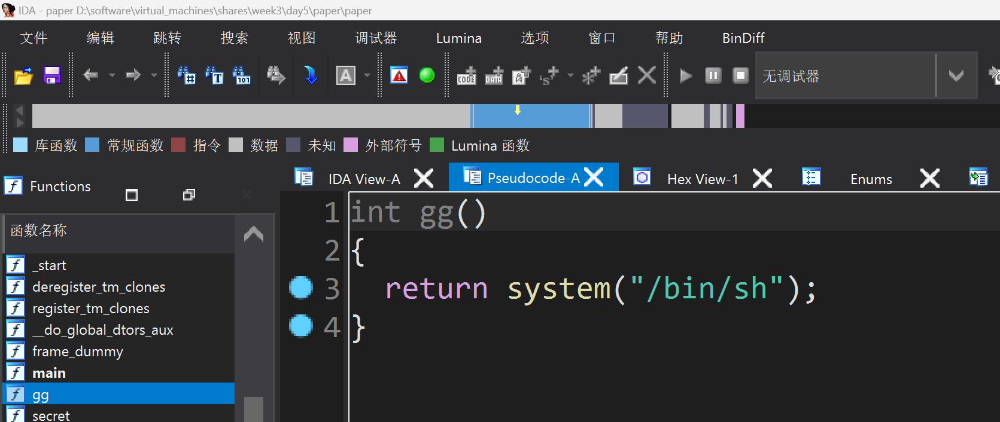 IDA - paper D:\software\virtual_machines\shares\week3\day5\paper\paper
文件 编辑 跳转 搜索 视图 调试器 Lumina 选项 窗口 帮助 BinDiff
无调试器
库函数 常规函数 指令 数据 未知 外部符号 Lumina 函数
Functions
IDA View-A Pseudocode-A Hex View-1 Enums
函数名称
_start
deregister_tm_clones
register_tm_clones
__do_global_dtors_aux
frame_dummy
main
gg
secret
1 int gg()
2 {
3 return system("/bin/sh");
4 }